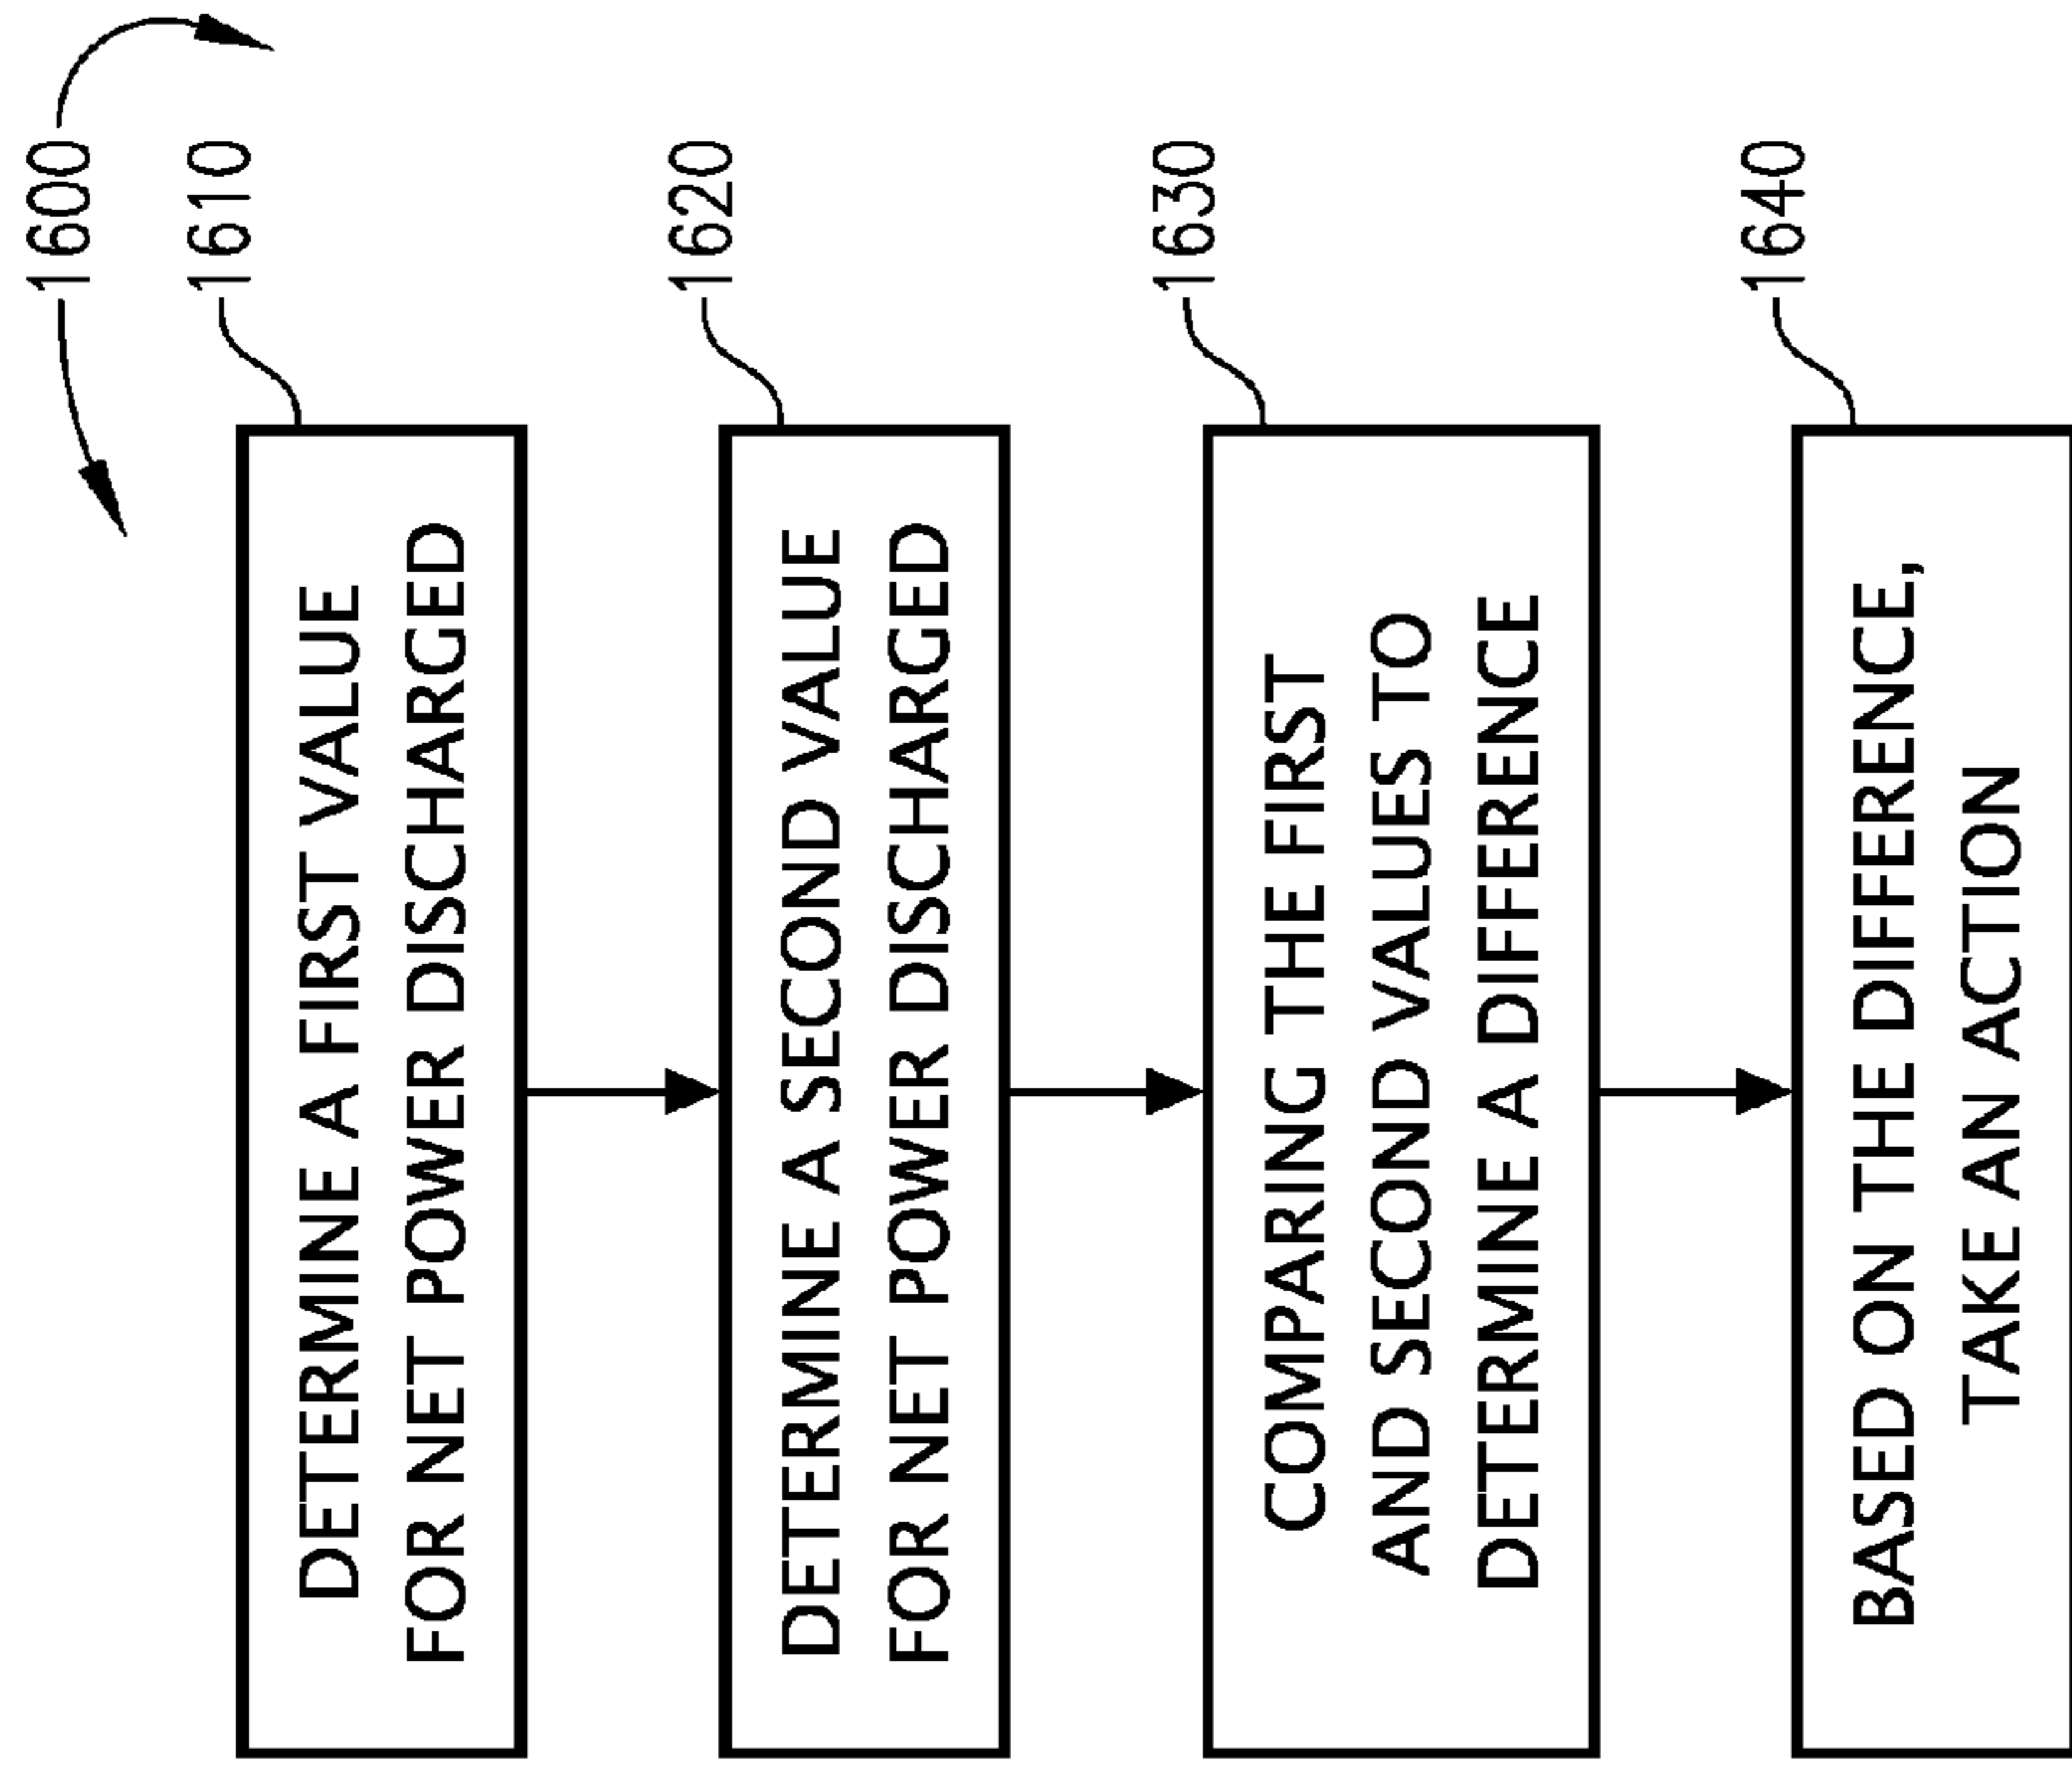 1600
1610
DETERMINE A FIRST VALUE
FOR NET POWER DISCHARGED
1620
DETERMINE A SECOND VALUE
FOR NET POWER DISCHARGED
1630
COMPARING THE FIRST
AND SECOND VALUES TO
DETERMINE A DIFFERENCE
1640
BASED ON THE DIFFERENCE,
TAKE AN ACTION